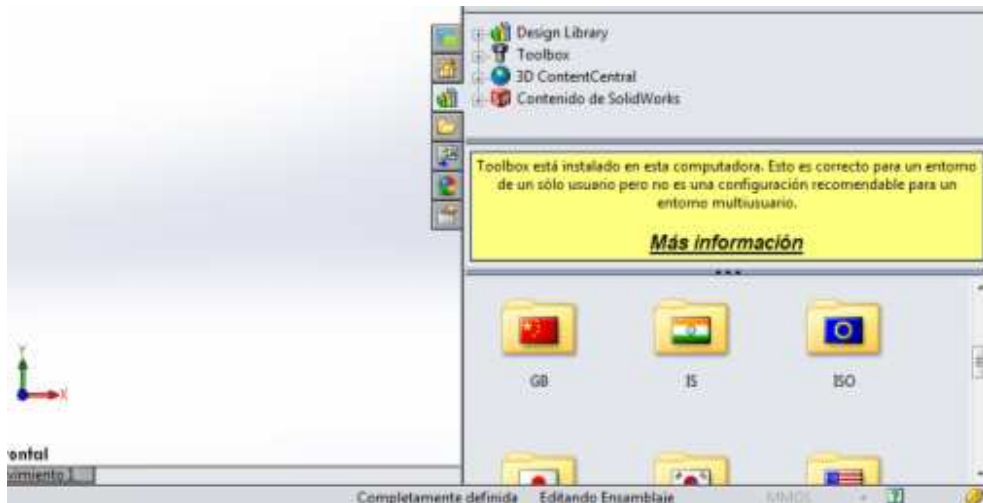 Design Library
Toolbox
3D ContentCentral
Contenido de SolidWorks
Toolbox está instalado en esta computadora. Esto es correcto para un entorno
de un sólo usuario pero no es una configuración recomendable para un
entorno multiusuario.
Más información
GB
IS
ISO
Y
X
ontal
vimiento 1
Completamente definida Editando Ensamblaje MMGS